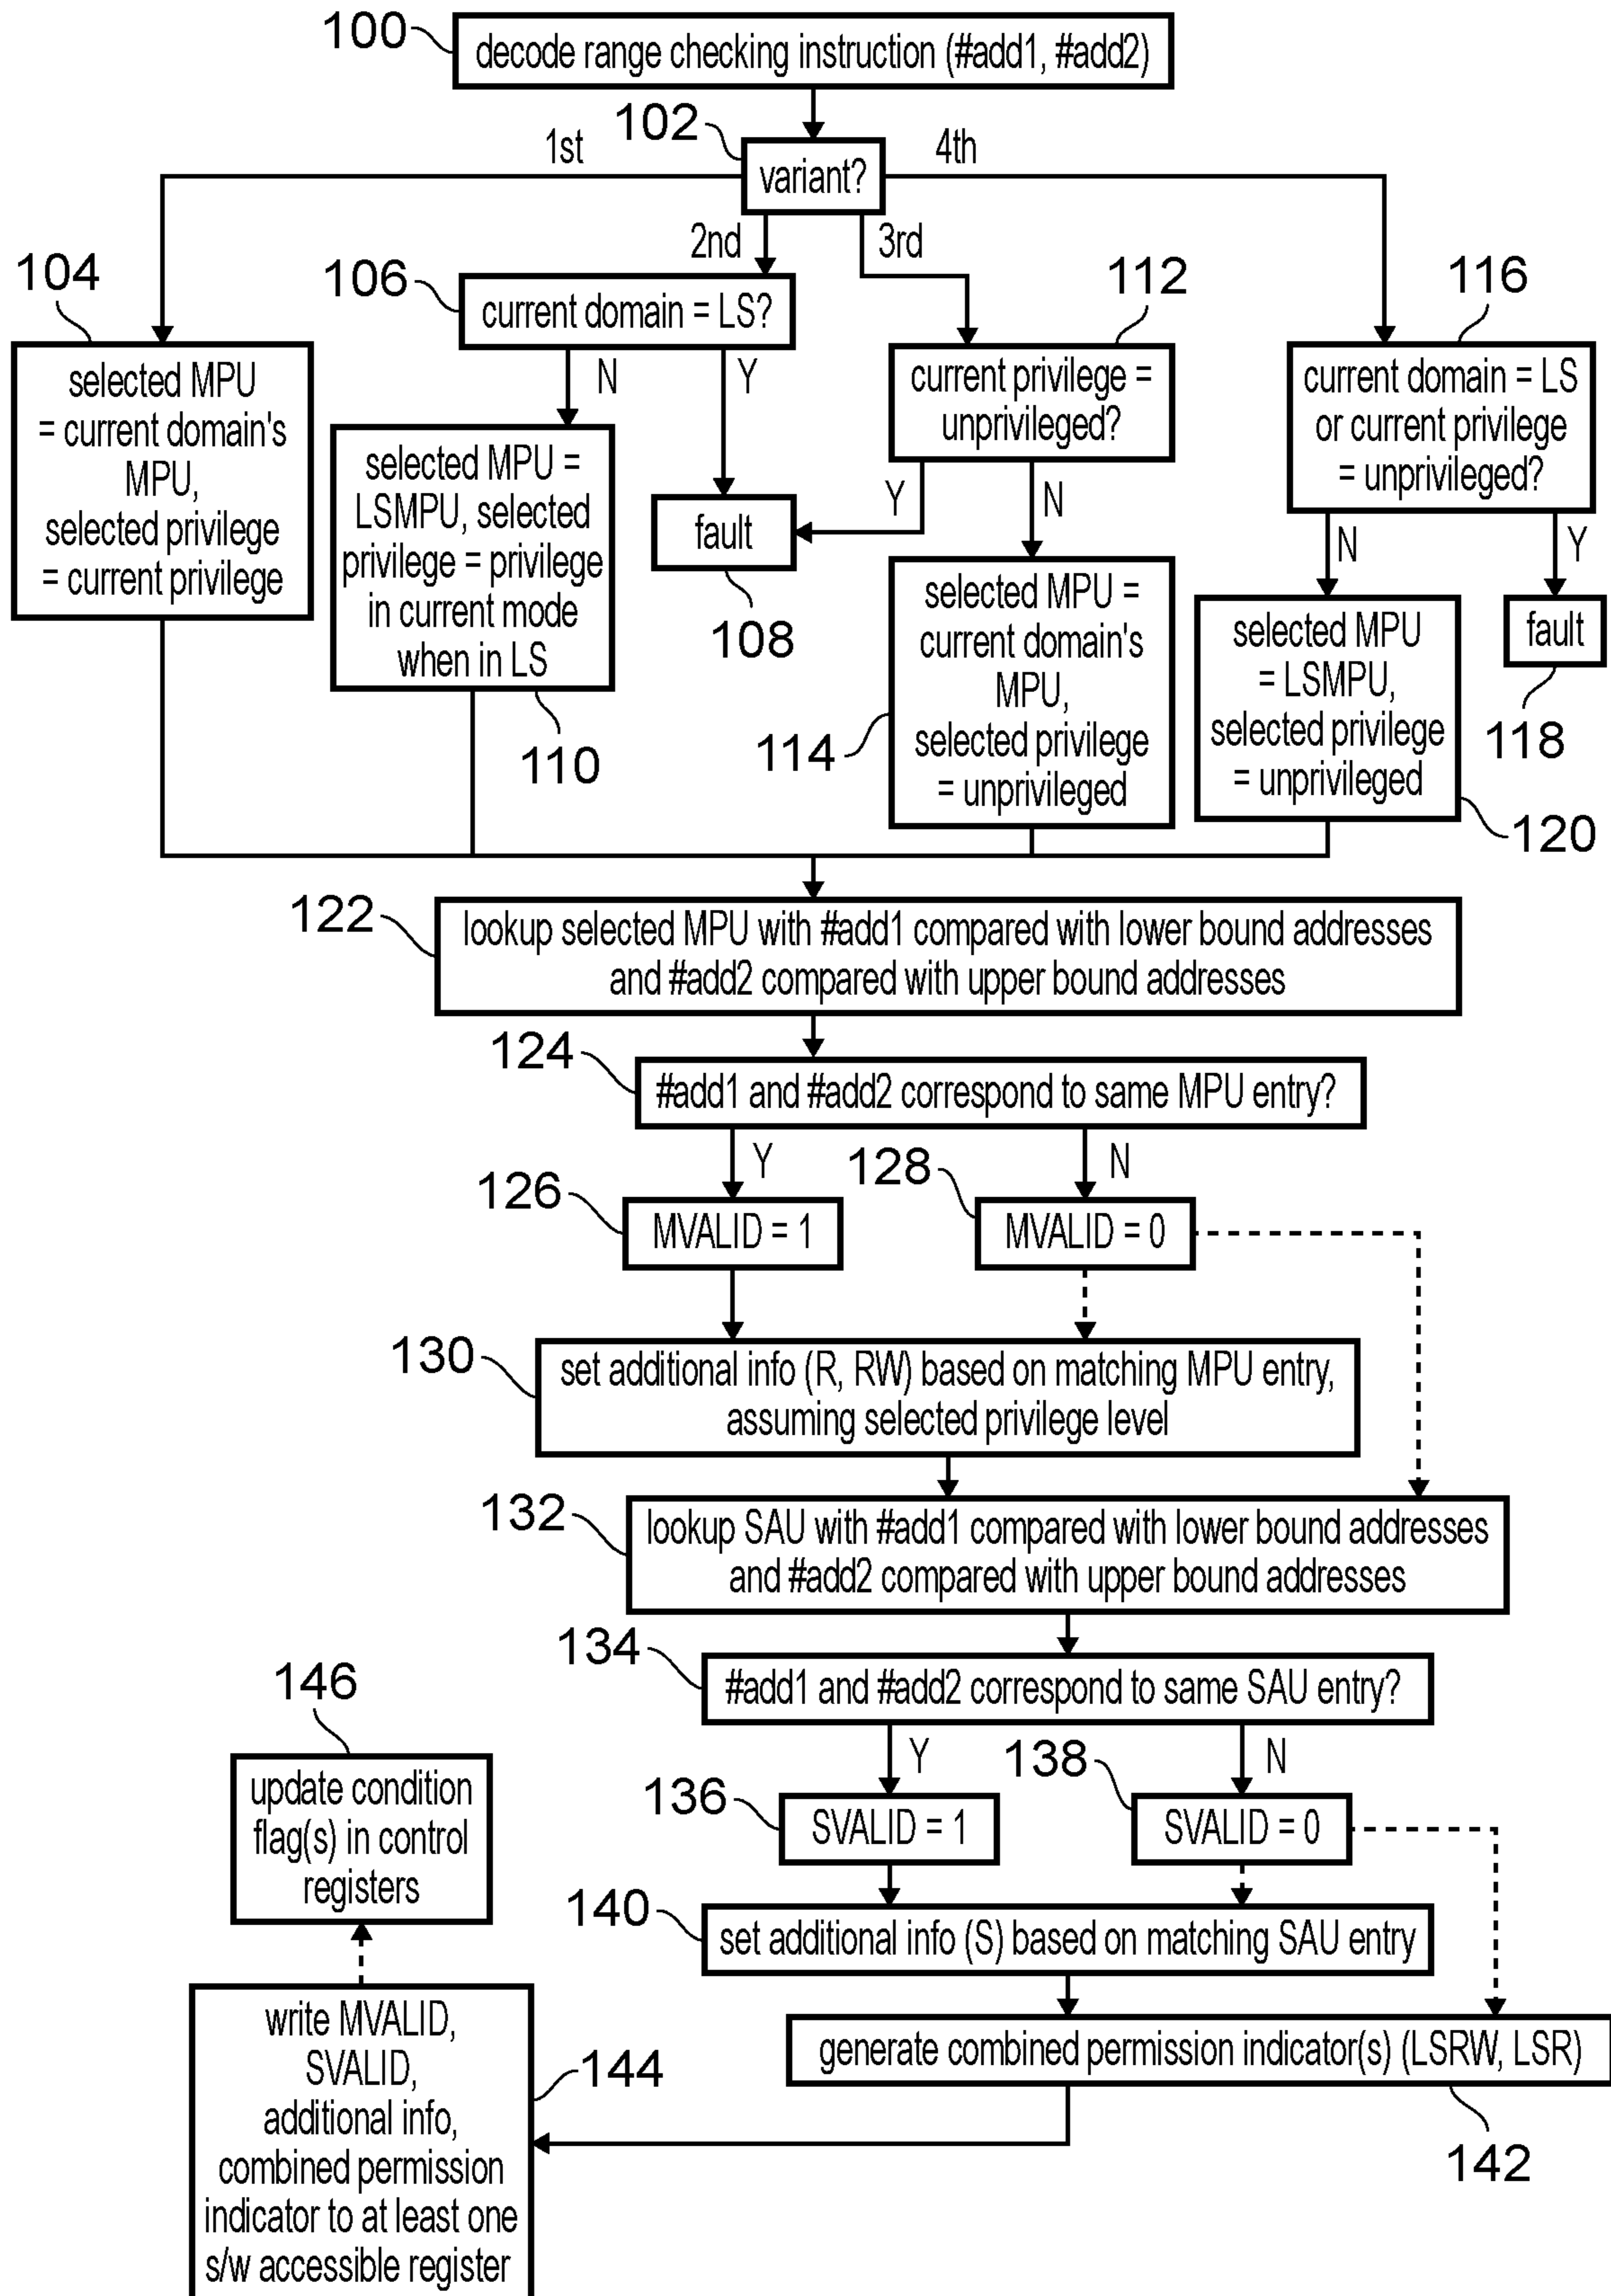 100
decode range checking instruction (#add1, #add2)
102
variant?
1st
4th
2nd
3rd
104
selected MPU
= current domain's
MPU,
selected privilege
= current privilege
106
current domain = LS?
N
Y
selected MPU =
LSMPU, selected
privilege = privilege
in current mode
when in LS
110
fault
108
112
current privilege =
unprivileged?
Y
N
selected MPU =
current domain's
MPU,
selected privilege
= unprivileged
114
116
current domain = LS
or current privilege
= unprivileged?
N
Y
selected MPU
= LSMPU,
selected privilege
= unprivileged
120
fault
118
122
lookup selected MPU with #add1 compared with lower bound addresses
and #add2 compared with upper bound addresses
124
#add1 and #add2 correspond to same MPU entry?
Y
N
126
MVALID = 1
128
MVALID = 0
130
set additional info (R, RW) based on matching MPU entry,
assuming selected privilege level
132
lookup SAU with #add1 compared with lower bound addresses
and #add2 compared with upper bound addresses
134
#add1 and #add2 correspond to same SAU entry?
Y
N
136
SVALID = 1
138
SVALID = 0
140
set additional info (S) based on matching SAU entry
generate combined permission indicator(s) (LSRW, LSR)
142
144
write MVALID,
SVALID,
additional info,
combined permission
indicator to at least one
s/w accessible register
146
update condition
flag(s) in control
registers